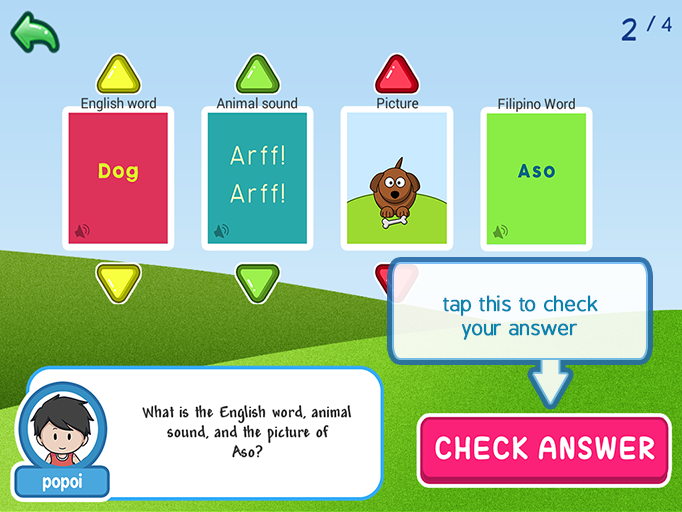 2 / 4
English word
Animal sound
Picture
Filipino Word
Dog
Arff!
Arff!
Aso
tap this to check
your answer
What is the English word, animal
sound, and the picture of
Aso?
popoi
CHECK ANSWER